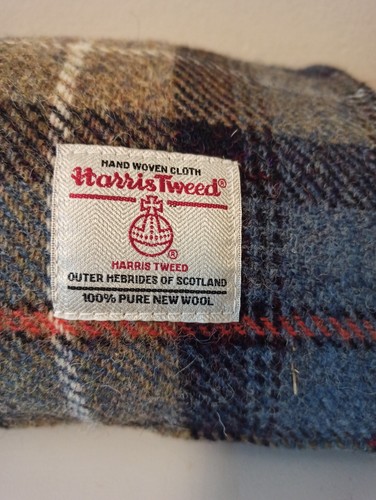 HAND WOVEN CLOTH
Harris Tweed®
®
HARRIS TWEED
OUTER HEBRIDES OF SCOTLAND
100% PURE NEW WOOL